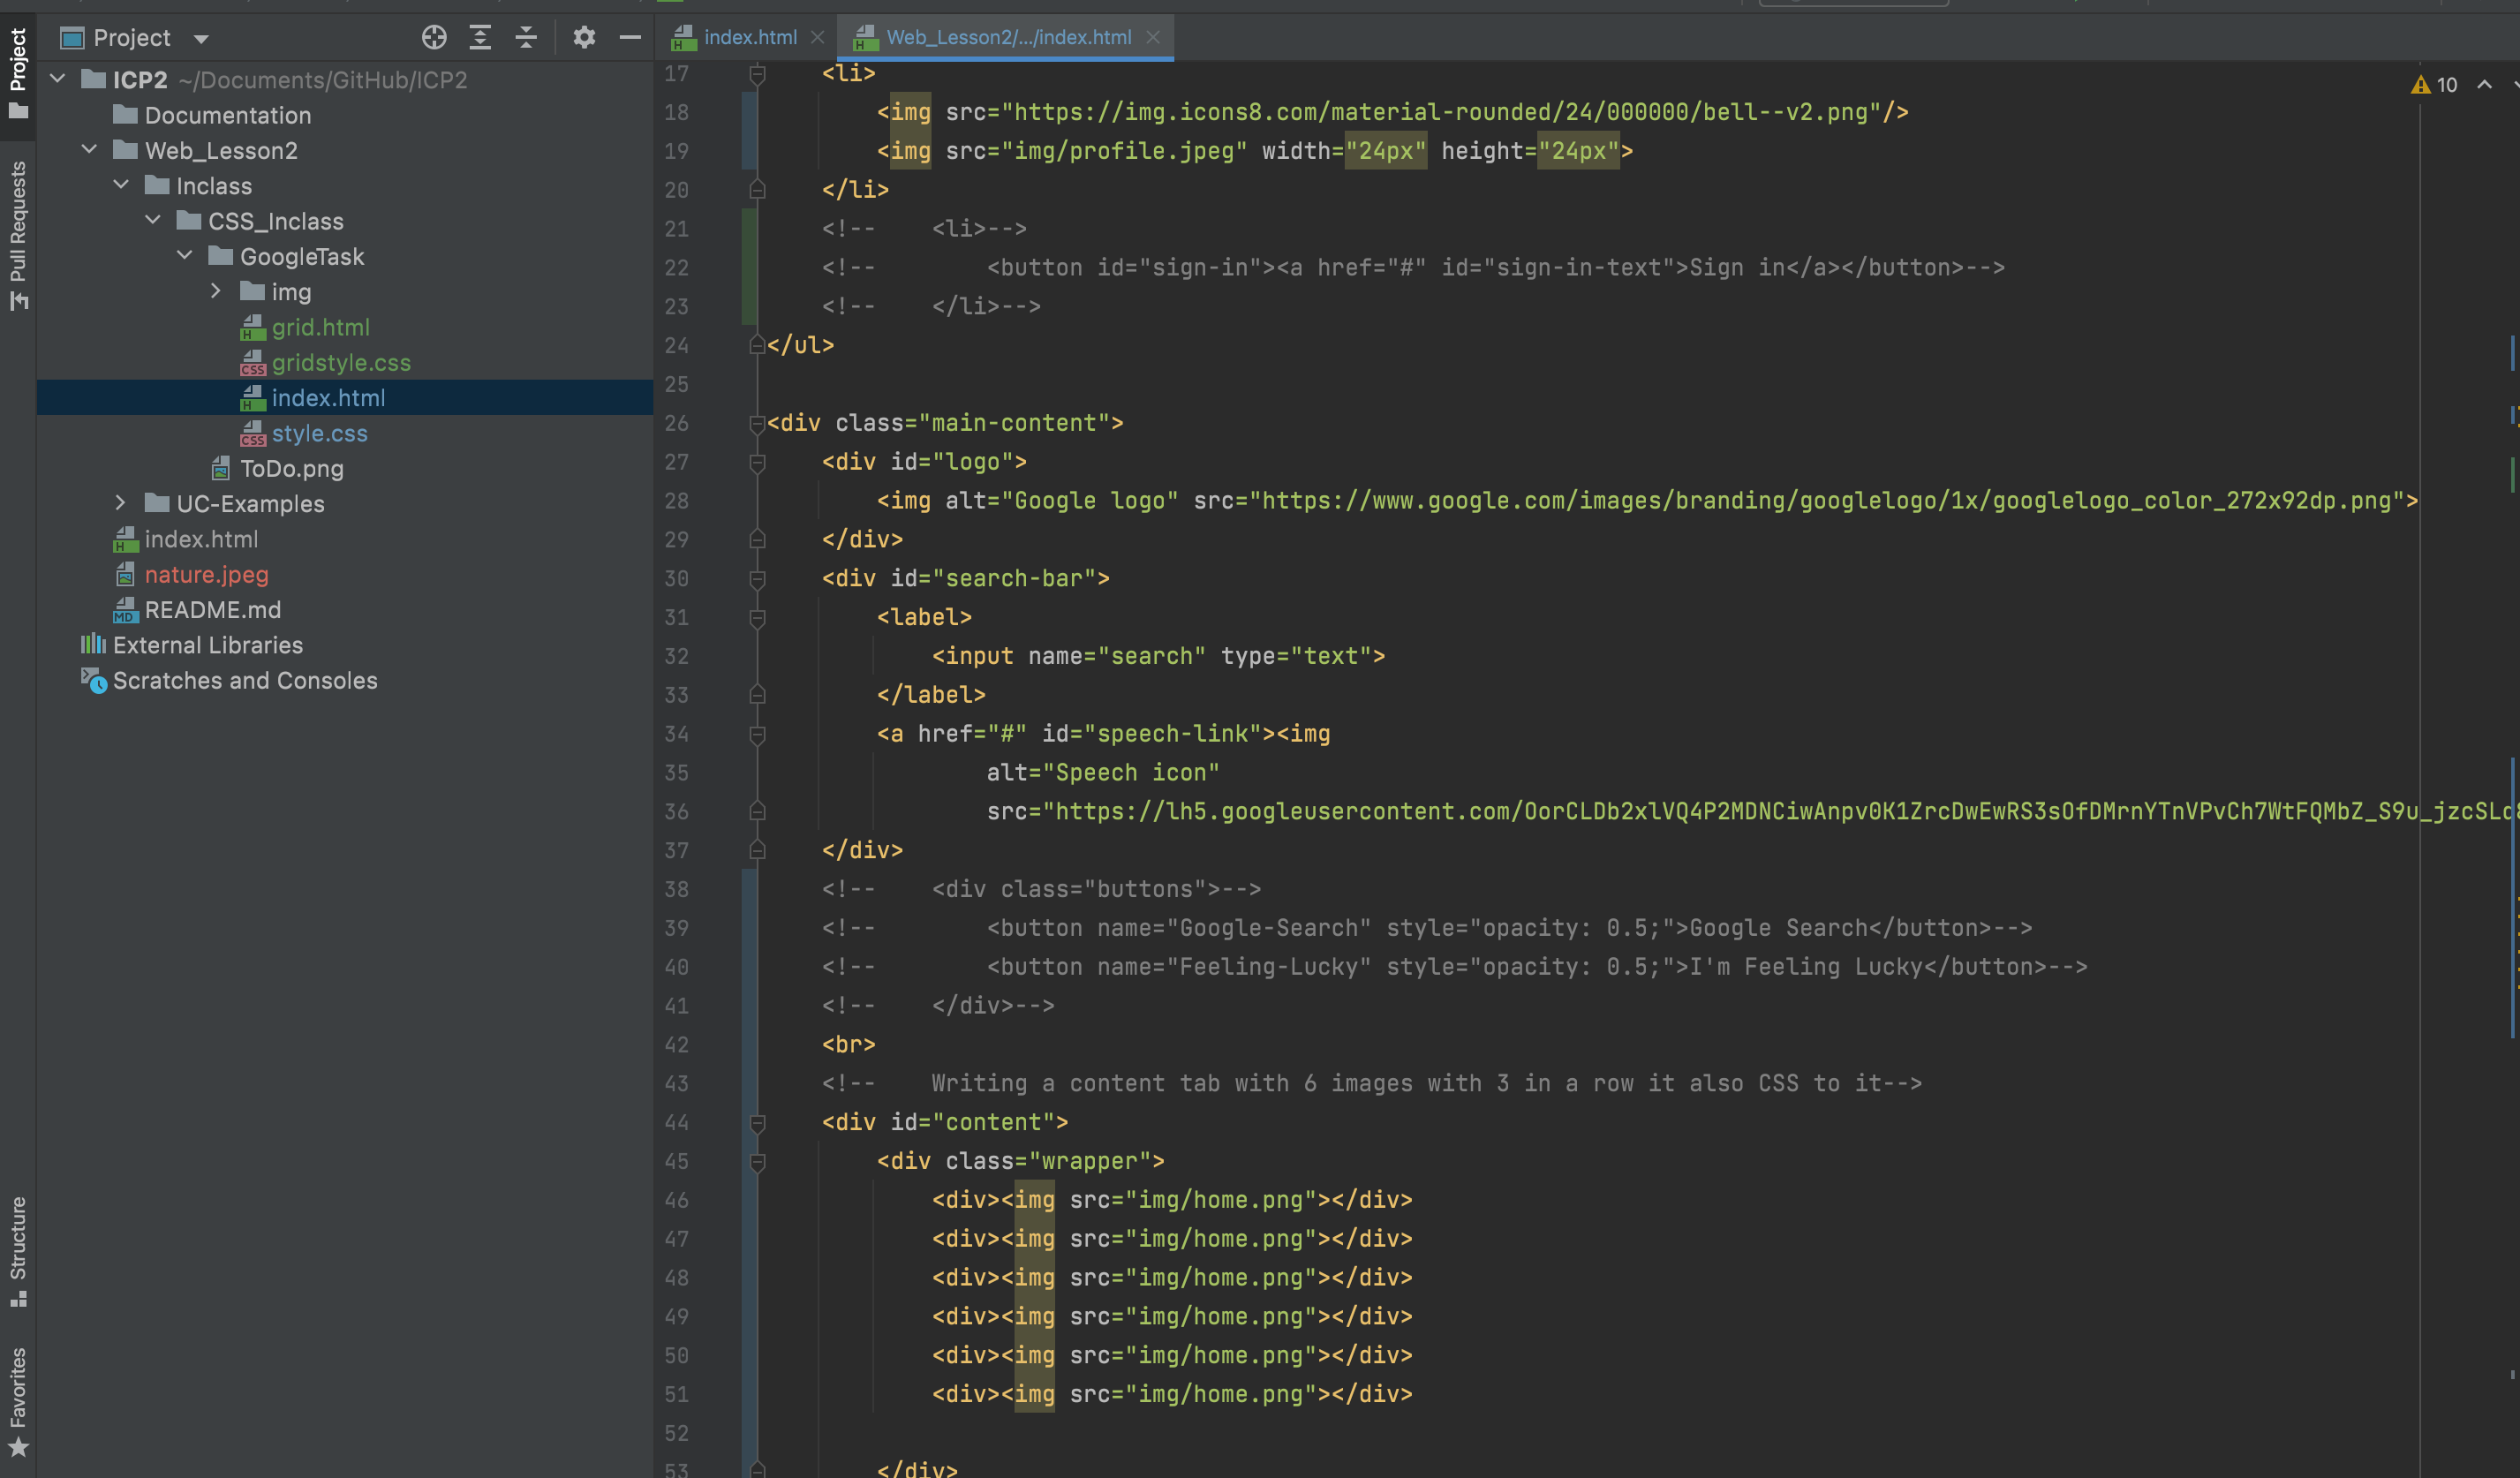 Project
Pull Requests
Structure
Favorites
Project
ICP2 ~/Documents/GitHub/ICP2
Documentation
Web_Lesson2
Inclass
CSS_Inclass
GoogleTask
img
grid.html
gridstyle.css
index.html
style.css
ToDo.png
UC-Examples
index.html
nature.jpeg
README.md
External Libraries
Scratches and Consoles
index.html
Web_Lesson2/.../index.html
10
17 <li>
18 <img src="https://img.icons8.com/material-rounded/24/000000/bell--v2.png"/>
19 <img src="img/profile.jpeg" width="24px" height="24px">
20 </li>
21 <!-- <li>-->
22 <!-- <button id="sign-in"><a href="#" id="sign-in-text">Sign in</a></button>-->
23 <!-- </li>-->
24 </ul>
25
26 <div class="main-content">
27 <div id="logo">
28 <img alt="Google logo" src="https://www.google.com/images/branding/googlelogo/1x/googlelogo_color_272x92dp.png">
29 </div>
30 <div id="search-bar">
31 <label>
32 <input name="search" type="text">
33 </label>
34 <a href="#" id="speech-link"><img
35 alt="Speech icon"
36 src="https://lh5.googleusercontent.com/OorCLDb2xlVQ4P2MDNCiwAnpv0K1ZrcDwEwRS3sOfDMrnYTnVPvCh7WtFQMbZ_S9u_jzcSLd
37 </div>
38 <!-- <div class="buttons">-->
39 <!-- <button name="Google-Search" style="opacity: 0.5;">Google Search</button>-->
40 <!-- <button name="Feeling-Lucky" style="opacity: 0.5;">I'm Feeling Lucky</button>-->
41 <!-- </div>-->
42 <br>
43 <!-- Writing a content tab with 6 images with 3 in a row it also CSS to it-->
44 <div id="content">
45 <div class="wrapper">
46 <div><img src="img/home.png"></div>
47 <div><img src="img/home.png"></div>
48 <div><img src="img/home.png"></div>
49 <div><img src="img/home.png"></div>
50 <div><img src="img/home.png"></div>
51 <div><img src="img/home.png"></div>
52
53 </div>